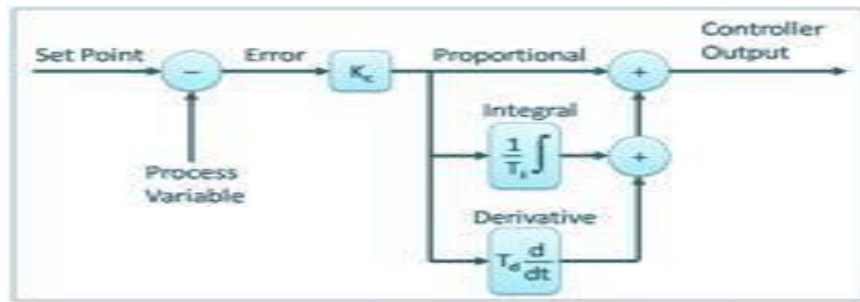 Set Point
−
Error
Kc
Proportional
+
Controller
Output
Integral
1
Ti
∫
+
Process
Variable
Derivative
Td d
dt